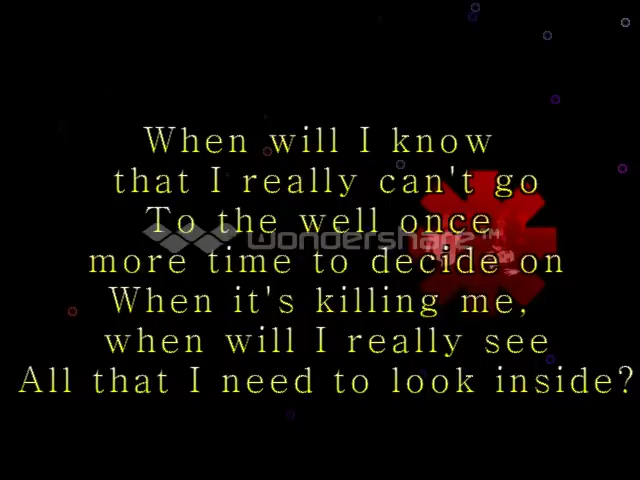 When will I know
that I really can't go
To the well once
wondershare™
more time to decide on
When it's killing me,
when will I really see
All that I need to look inside?